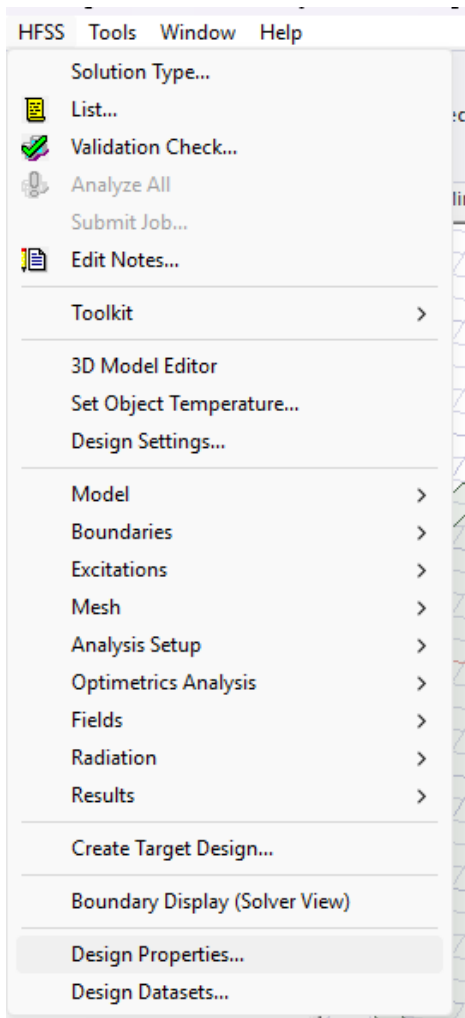 HFSS Tools Window Help
Solution Type...
List...
Validation Check...
Analyze All
Submit Job...
Edit Notes...
Toolkit
3D Model Editor
Set Object Temperature...
Design Settings...
Model
Boundaries
Excitations
Mesh
Analysis Setup
Optimetrics Analysis
Fields
Radiation
Results
Create Target Design...
Boundary Display (Solver View)
Design Properties...
Design Datasets...